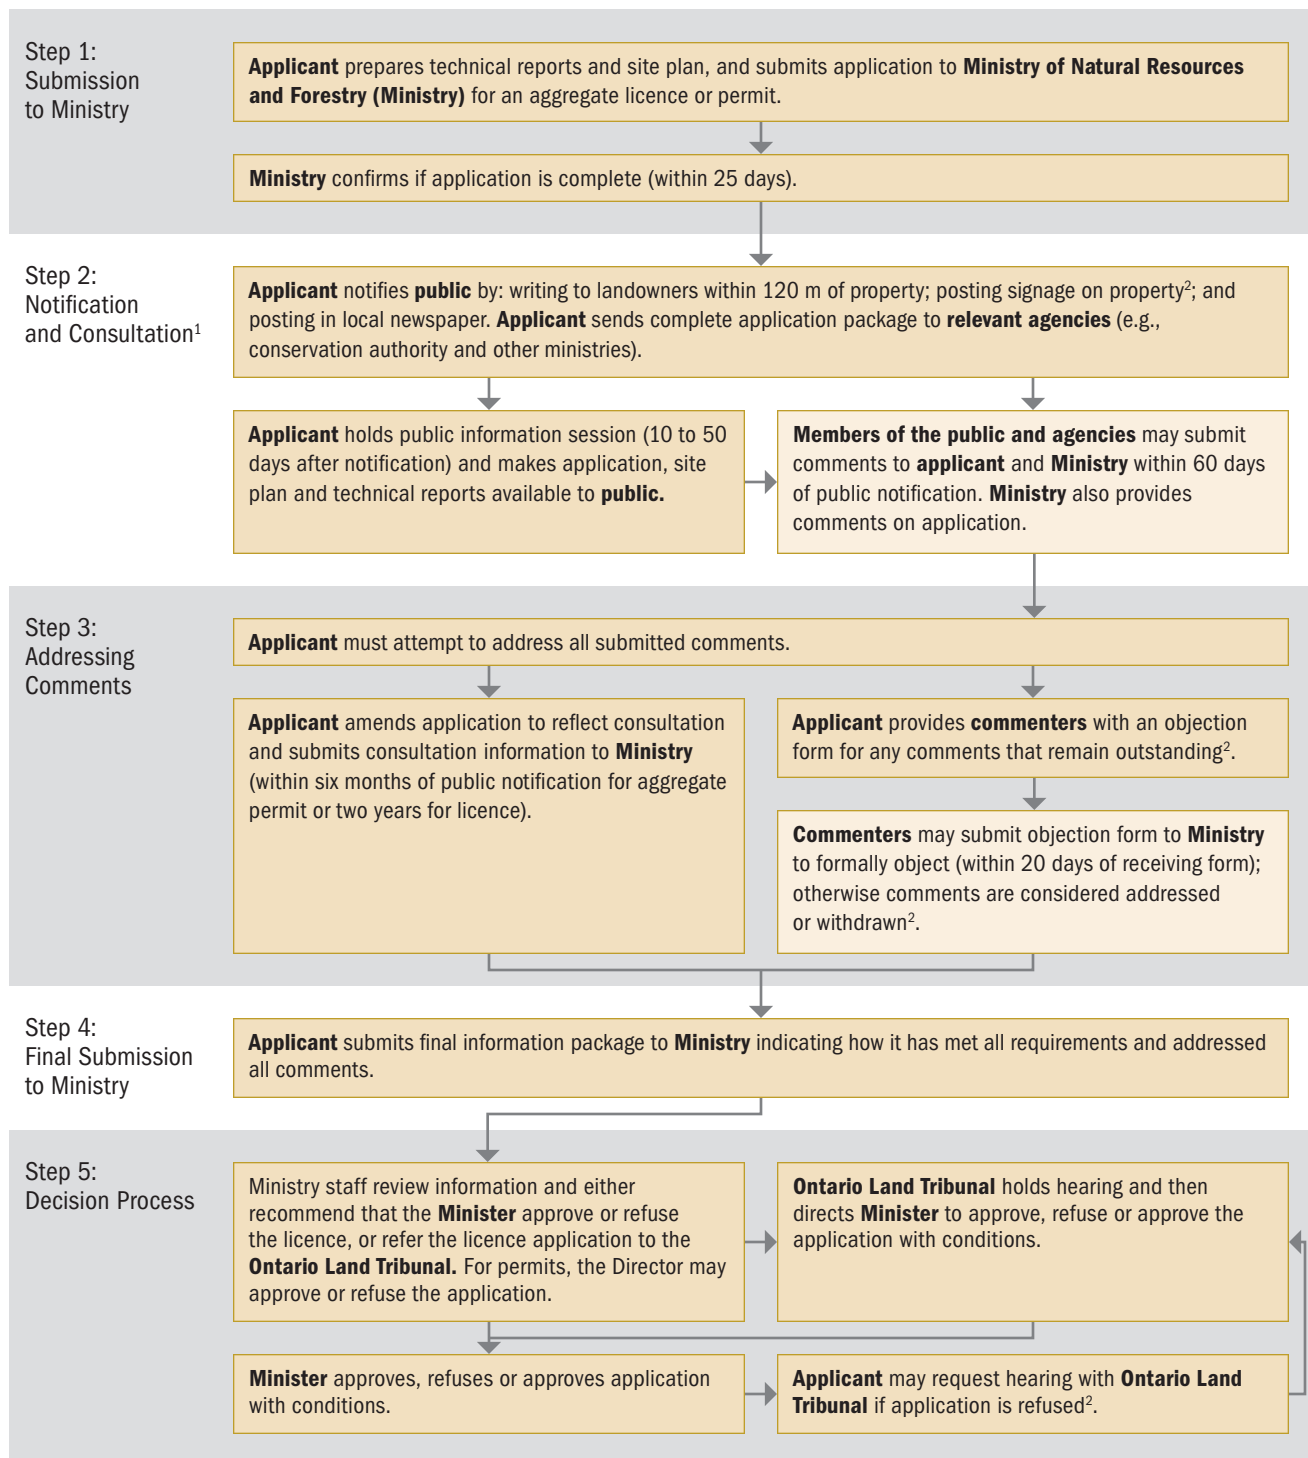 Step 1:
Submission
to Ministry
Applicant prepares technical reports and site plan, and submits application to Ministry of Natural Resources
and Forestry (Ministry) for an aggregate licence or permit.
Ministry confirms if application is complete (within 25 days).
Step 2:
Notification
and Consultation¹
Applicant notifies public by: writing to landowners within 120 m of property; posting signage on property²; and
posting in local newspaper. Applicant sends complete application package to relevant agencies (e.g.,
conservation authority and other ministries).
Applicant holds public information session (10 to 50
days after notification) and makes application, site
plan and technical reports available to public.
Members of the public and agencies may submit
comments to applicant and Ministry within 60 days
of public notification. Ministry also provides
comments on application.
Step 3:
Addressing
Comments
Applicant must attempt to address all submitted comments.
Applicant amends application to reflect consultation
and submits consultation information to Ministry
(within six months of public notification for aggregate
permit or two years for licence).
Applicant provides commenters with an objection
form for any comments that remain outstanding².
Commenters may submit objection form to Ministry
to formally object (within 20 days of receiving form);
otherwise comments are considered addressed
or withdrawn².
Step 4:
Final Submission
to Ministry
Applicant submits final information package to Ministry indicating how it has met all requirements and addressed
all comments.
Step 5:
Decision Process
Ministry staff review information and either
recommend that the Minister approve or refuse
the licence, or refer the licence application to the
Ontario Land Tribunal. For permits, the Director may
approve or refuse the application.
Ontario Land Tribunal holds hearing and then
directs Minister to approve, refuse or approve the
application with conditions.
Minister approves, refuses or approves application
with conditions.
Applicant may request hearing with Ontario Land
Tribunal if application is refused².